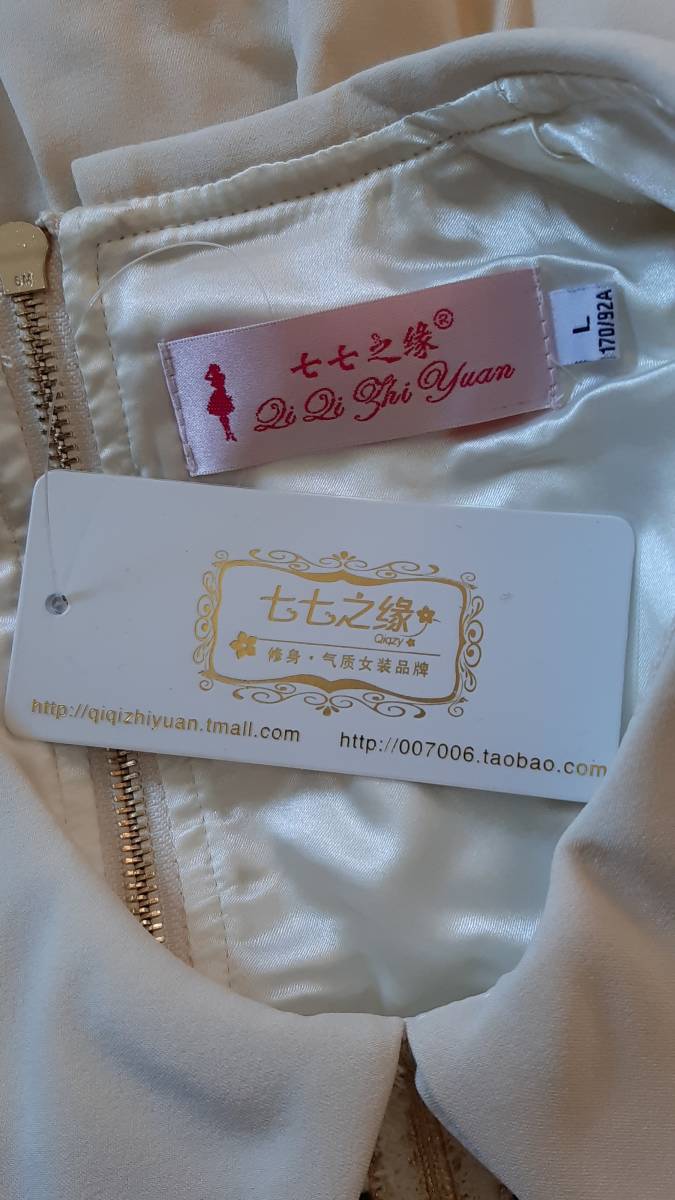 七七之缘®
Qi Qi Zhi Yuan
L
170/92A
七七之缘
Qiqzy
修身·气质女装品牌
http://qiqizhiyuan.tmall.com
http://007006.taobao.com